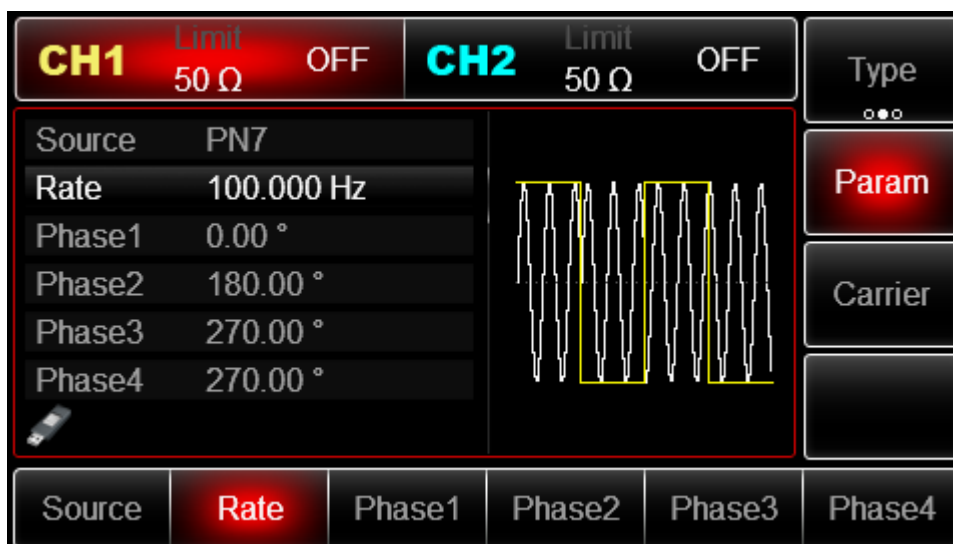 CH1 Limit 50 Ω OFF CH2 Limit 50 Ω OFF Type
Source PN7
Rate 100.000 Hz
Param
Phase1 0.00 °
Phase2 180.00 °
Carrier
Phase3 270.00 °
Phase4 270.00 °
Source Rate Phase1 Phase2 Phase3 Phase4